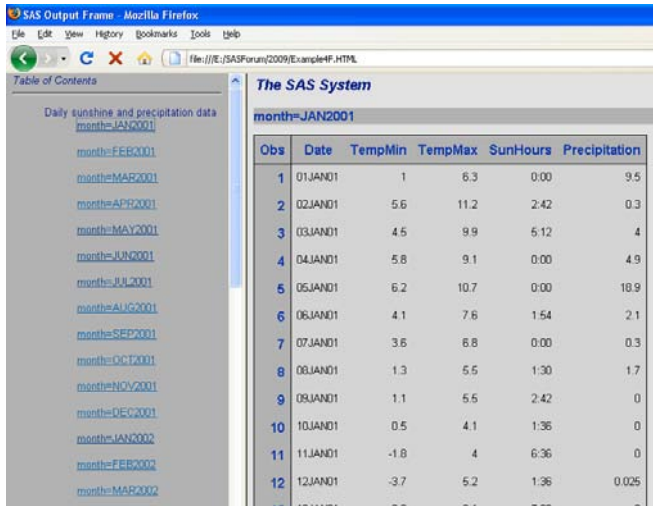 SAS Output Frame - Mozilla Firefox
File Edit View History Bookmarks Tools Help
file:///E:/SASForum/2009/Example4F.HTML
Table of Contents
Daily sunshine and precipitation data
month=JAN2001
month=FEB2001
month=MAR2001
month=APR2001
month=MAY2001
month=JUN2001
month=JUL2001
month=AUG2001
month=SEP2001
month=OCT2001
month=NOV2001
month=DEC2001
month=JAN2002
month=FEB2002
month=MAR2002
The SAS System
month=JAN2001
Obs Date TempMin TempMax SunHours Precipitation
1 01JAN01 1 6.3 0:00 9.5
2 02JAN01 5.6 11.2 2:42 0.3
3 03JAN01 4.5 9.9 5:12 4
4 04JAN01 5.8 9.1 0:00 4.9
5 05JAN01 6.2 10.7 0:00 18.9
6 06JAN01 4.1 7.6 1:54 2.1
7 07JAN01 3.6 6.8 0:00 0.3
8 08JAN01 1.3 5.5 1:30 1.7
9 09JAN01 1.1 5.5 2:42 0
10 10JAN01 0.5 4.1 1:36 0
11 11JAN01 -1.8 4 6:36 0
12 12JAN01 -3.7 5.2 1:36 0.025